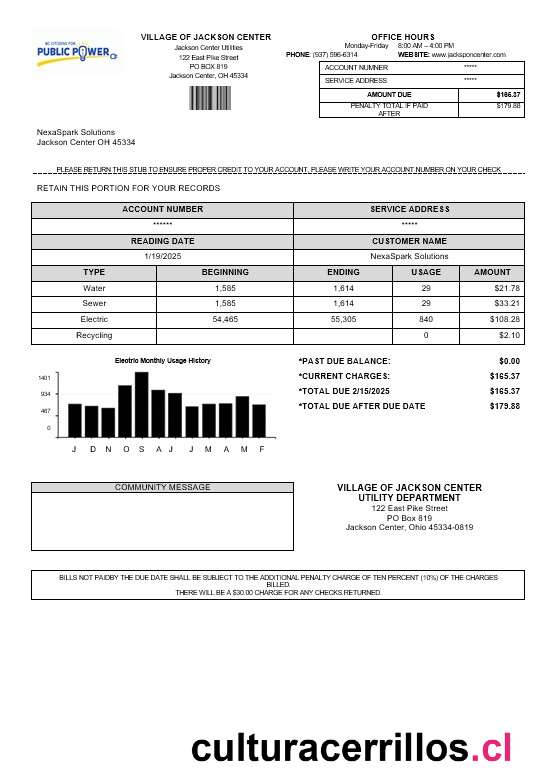 WE CITIZENS FOR
PUBLIC POWER
VILLAGE OF JACKSON CENTER
Jackson Center Utilities
122 East Pike Street
PO BOX 819
Jackson Center, OH 45334
OFFICE HOURS
Monday-Friday 8:00 AM – 4:00 PM
PHONE: (937) 596-6314 WEBSITE: www.jacksponcenter.com
ACCOUNT NUMNER *****
SERVICE ADDRESS *****
AMOUNT DUE $165.37
PENALTY TOTAL IF PAID AFTER $179.88
NexaSpark Solutions
Jackson Center OH 45334
PLEASE RETURN THIS STUB TO ENSURE PROPER CREDIT TO YOUR ACCOUNT, PLEASE WRITE YOUR ACCOUNT NUMBER ON YOUR CHECK
RETAIN THIS PORTION FOR YOUR RECORDS
ACCOUNT NUMBER SERVICE ADDRESS
****** *****
READING DATE CUSTOMER NAME
1/19/2025 NexaSpark Solutions
TYPE BEGINNING ENDING USAGE AMOUNT
Water 1,585 1,614 29 $21.78
Sewer 1,585 1,614 29 $33.21
Electric 54,465 55,305 840 $108.28
Recycling 0 $2.10
Electric Monthly Usage History
1401
934
467
0
J D N O S A J J M A M F
*PAST DUE BALANCE: $0.00
*CURRENT CHARGES: $165.37
*TOTAL DUE 2/15/2025 $165.37
*TOTAL DUE AFTER DUE DATE $179.88
COMMUNITY MESSAGE
VILLAGE OF JACKSON CENTER
UTILITY DEPARTMENT
122 East Pike Street
PO Box 819
Jackson Center, Ohio 45334-0819
BILLS NOT PAIDBY THE DUE DATE SHALL BE SUBJECT TO THE ADDITIONAL PENALTY CHARGE OF TEN PERCENT (10%) OF THE CHARGES
BILLED.
THERE WILL BE A $30.00 CHARGE FOR ANY CHECKS RETURNED.
culturacerrillos.cl